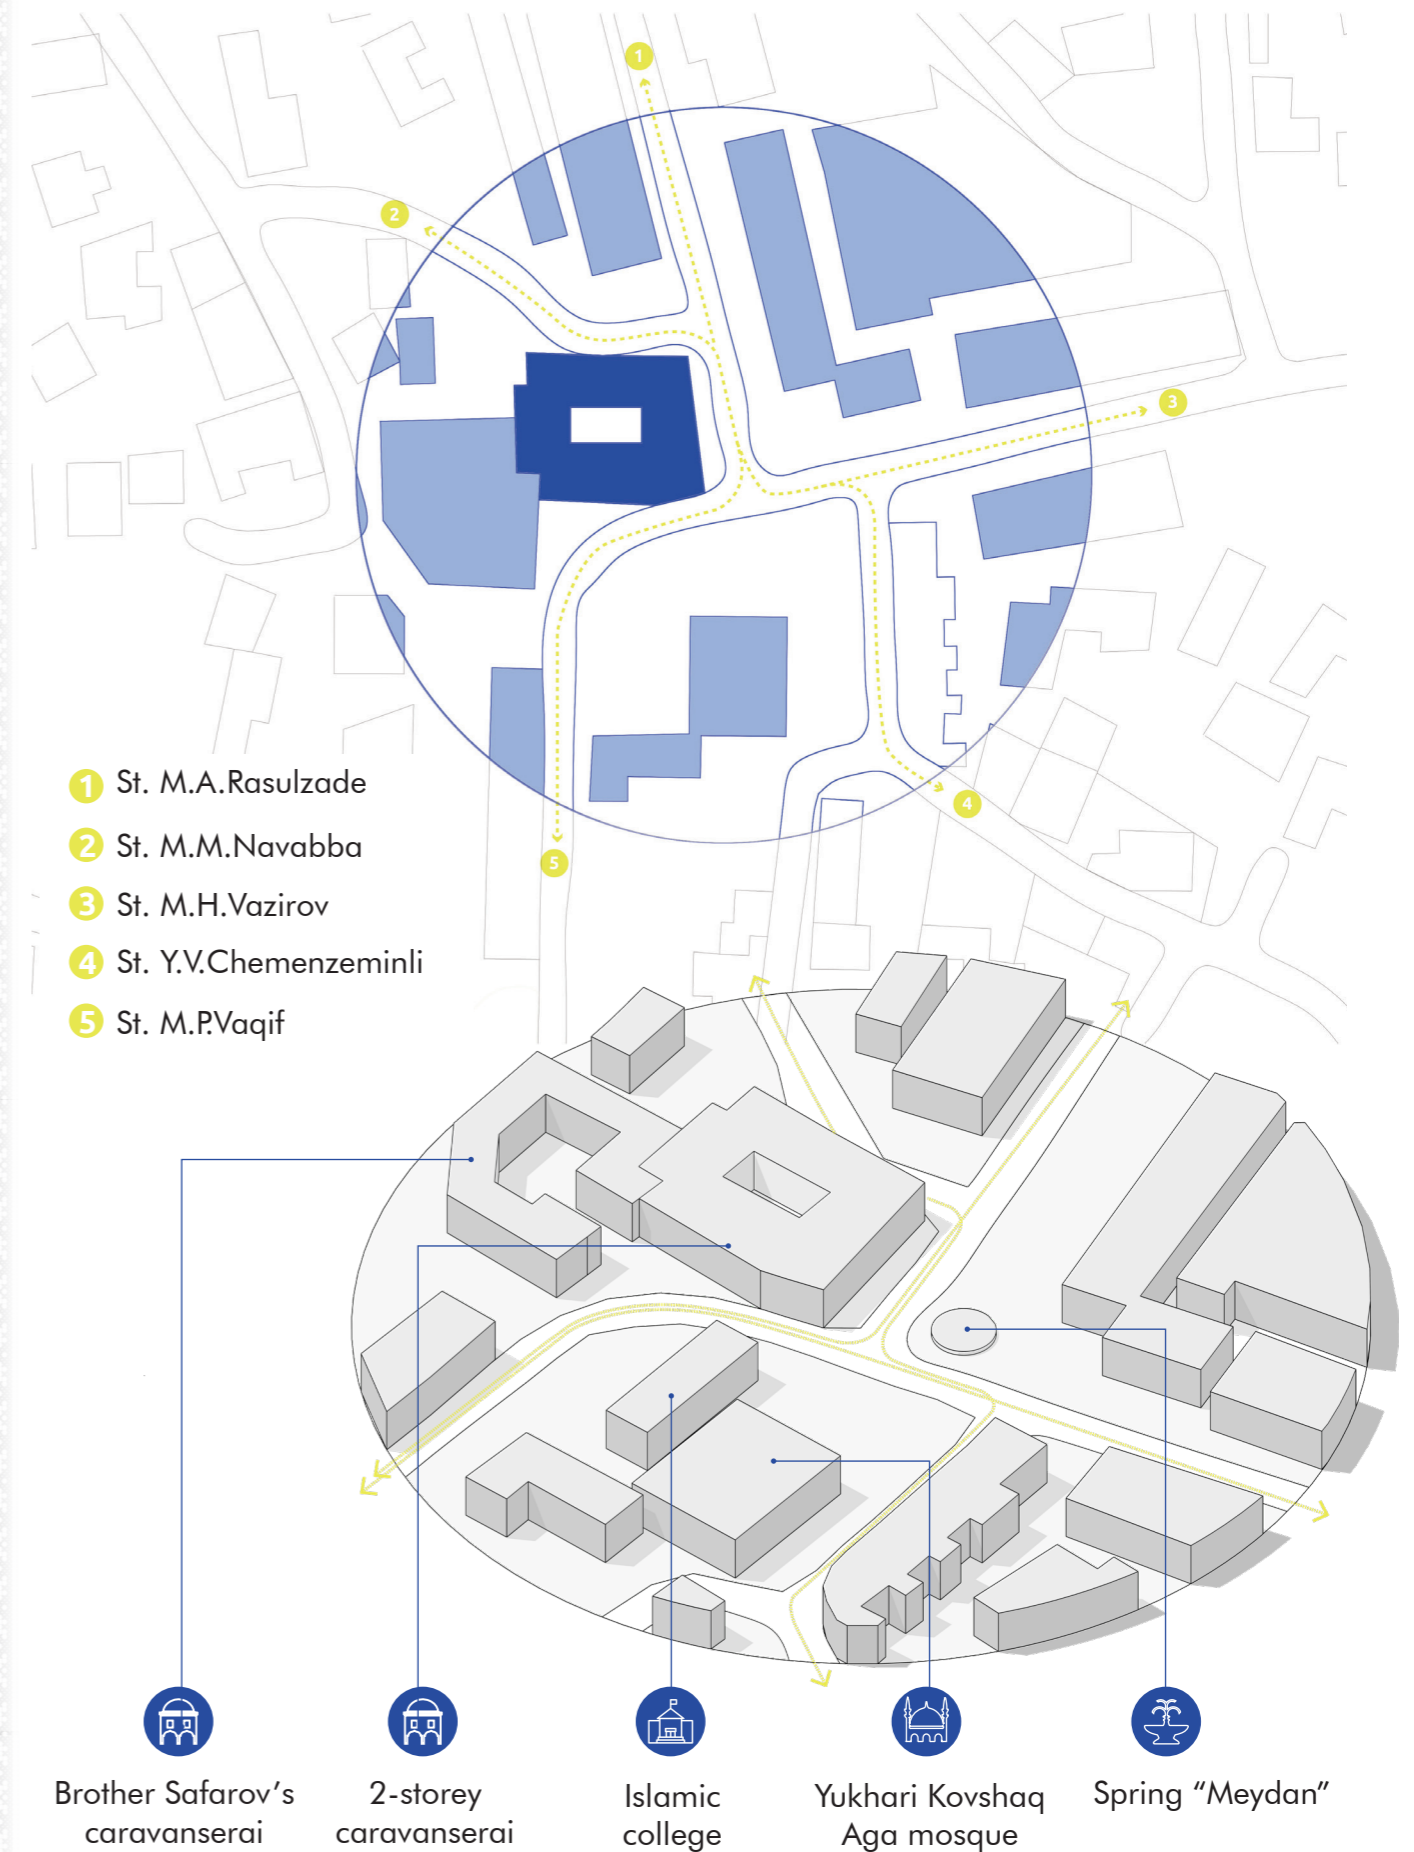 1
2
3
4
5
1 St. M.A.Rasulzade
2 St. M.M.Navabba
3 St. M.H.Vazirov
4 St. Y.V.Chemenzeminli
5 St. M.P.Vaqif
Brother Safarov's
caravanserai
2-storey
caravanserai
Islamic
college
Yukhari Kovshaq
Aga mosque
Spring “Meydan”